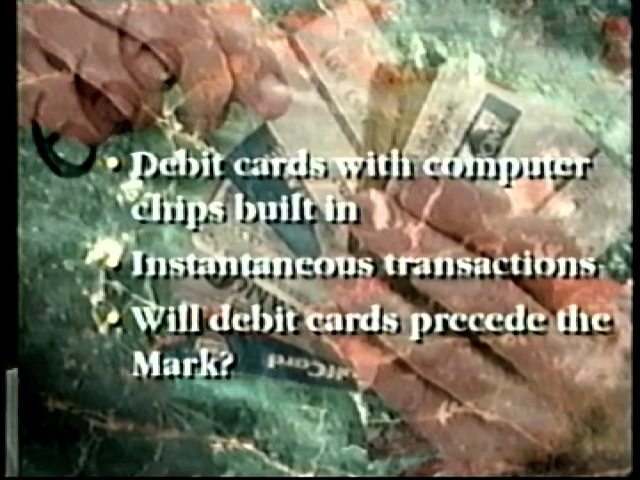 • Debit cards with computer
chips built in
• Instantaneous transactions
• Will debit cards precede the
Mark?